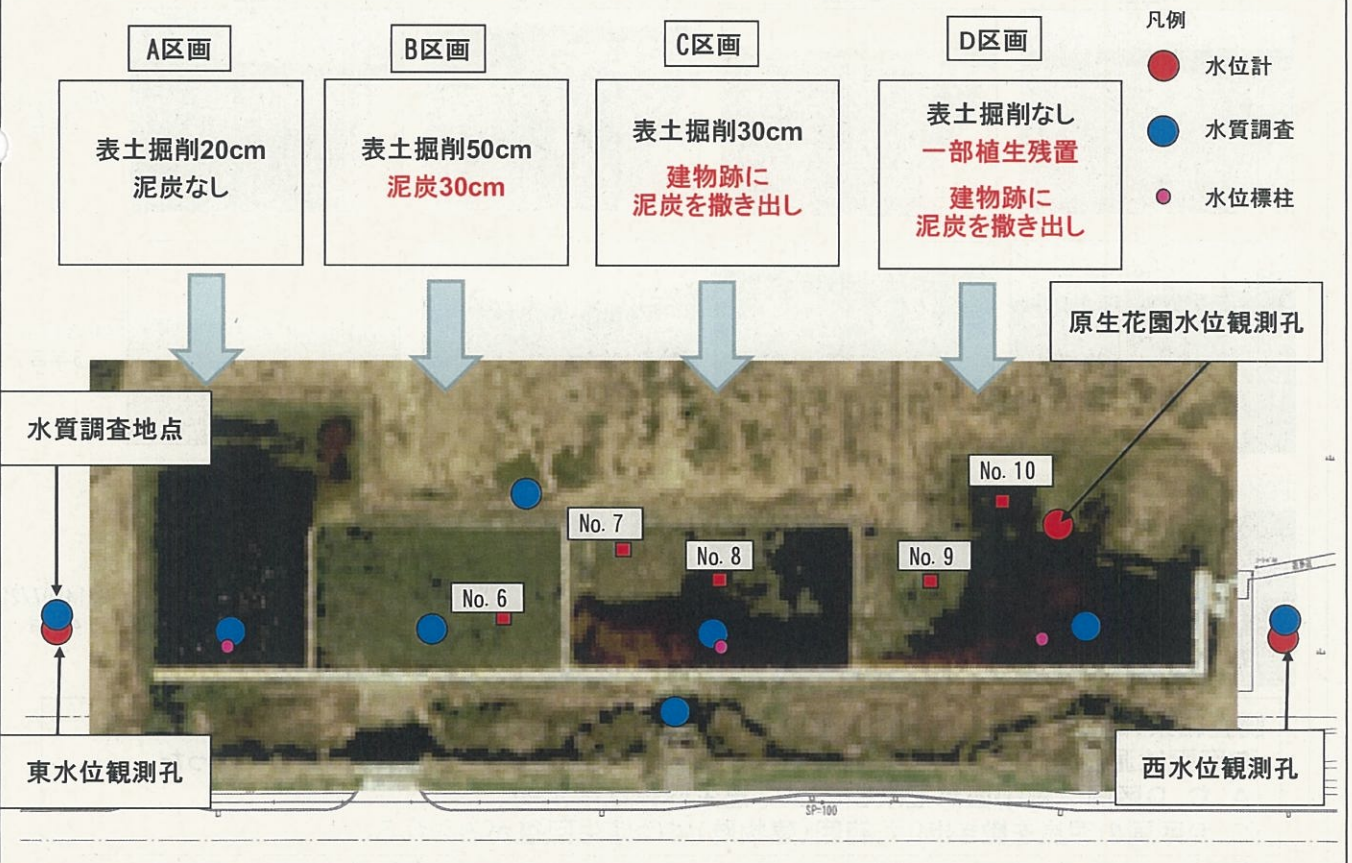 A区画
表土掘削20cm
泥炭なし
B区画
表土掘削50cm
泥炭30cm
C区画
表土掘削30cm
建物跡に
泥炭を撒き出し
D区画
表土掘削なし
一部植生残置
建物跡に
泥炭を撒き出し
凡例
水位計
水質調査
水位標柱
原生花園水位観測孔
水質調査地点
No. 10
No. 7
No. 8
No. 9
No. 6
東水位観測孔
西水位観測孔
SP-100